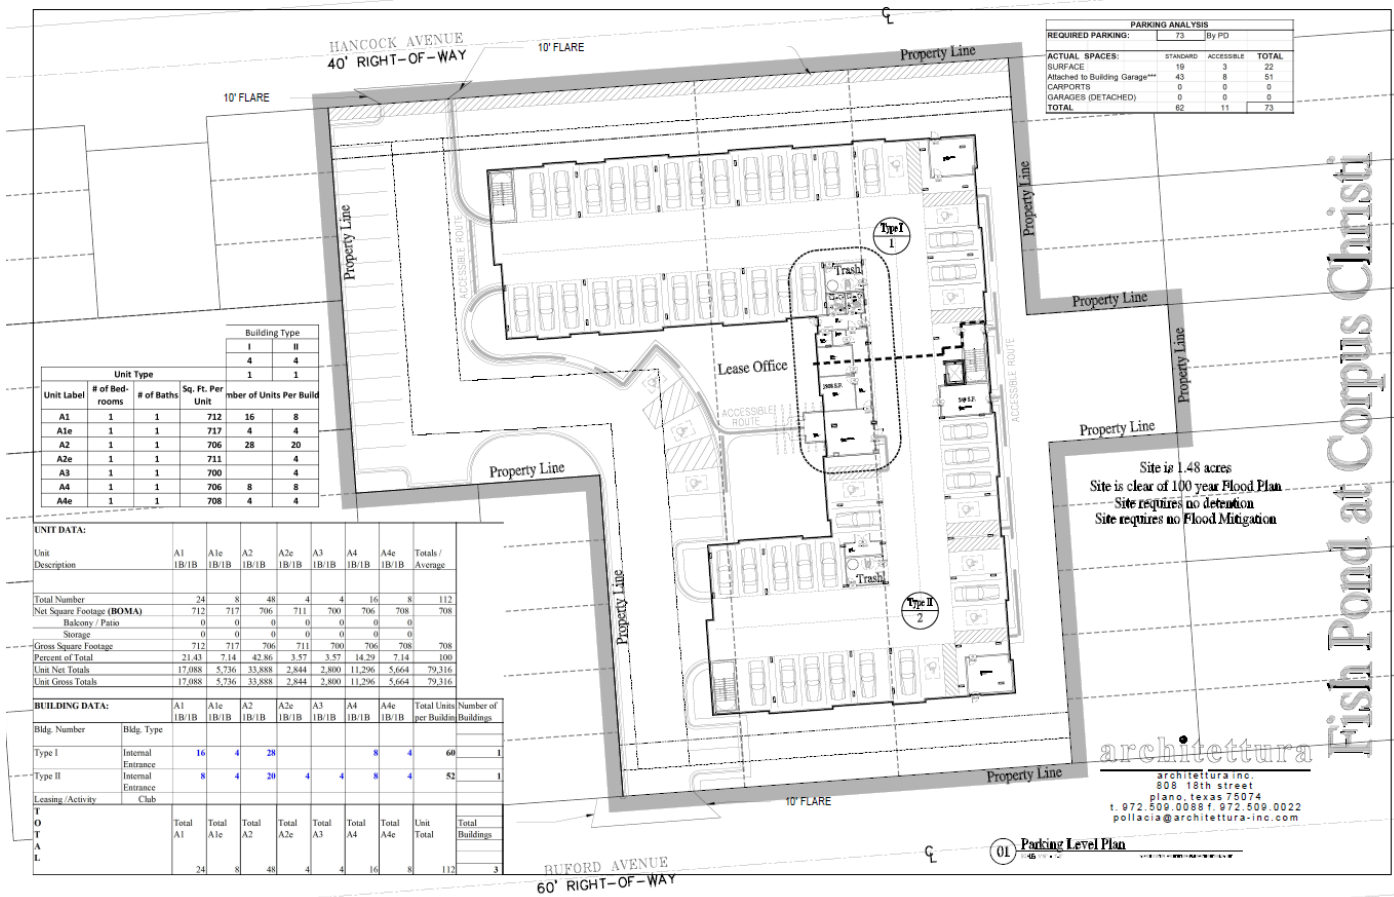 HANCOCK AVENUE
40' RIGHT-OF-WAY
10' FLARE
10' FLARE
℄
Property Line
PARKING ANALYSIS
REQUIRED PARKING: 73 By PD
ACTUAL SPACES: STANDARD ACCESSIBLE TOTAL
SURFACE 19 3 22
Attached to Building Garage*** 43 8 51
CARPORTS 0 0 0
GARAGES (DETACHED) 0 0 0
TOTAL 62 11 73
Property Line
Property Line
ACCESSIBLE ROUTE
Type I
1
Trash
Property Line
Property Line
Lease Office
ACCESSIBLE
ROUTE
ACCESSIBLE ROUTE
Property Line
Property Line
Property Line
Trash
Type II
2
Property Line
10' FLARE
Building Type
I II
4 4
Unit Type 1 1
Unit Label # of Bed-rooms # of Baths Sq. Ft. Per Unit mber of Units Per Build
A1 1 1 712 16 8
A1e 1 1 717 4 4
A2 1 1 706 28 20
A2e 1 1 711 4
A3 1 1 700 4
A4 1 1 706 8 8
A4e 1 1 708 4 4
UNIT DATA:
Unit A1 A1e A2 A2e A3 A4 A4e Totals /
Description 1B/1B 1B/1B 1B/1B 1B/1B 1B/1B 1B/1B 1B/1B Average
Total Number 24 8 48 4 4 16 8 112
Net Square Footage (BOMA) 712 717 706 711 700 706 708 708
Balcony / Patio 0 0 0 0 0 0 0
Storage 0 0 0 0 0 0 0
Gross Square Footage 712 717 706 711 700 706 708 708
Percent of Total 21.43 7.14 42.86 3.57 3.57 14.29 7.14 100
Unit Net Totals 17,088 5,736 33,888 2,844 2,800 11,296 5,664 79,316
Unit Gross Totals 17,088 5,736 33,888 2,844 2,800 11,296 5,664 79,316
BUILDING DATA: A1 A1e A2 A2e A3 A4 A4e Total Units Number of
1B/1B 1B/1B 1B/1B 1B/1B 1B/1B 1B/1B 1B/1B per Buildin Buildings
Bldg. Number Bldg. Type
Type I Internal 16 4 28 8 4 60 1
Entrance
Type II Internal 8 4 20 4 4 8 4 52 1
Entrance
Leasing /Activity Club
T
O Total Total Total Total Total Total Total Unit Total
T A1 A1e A2 A2e A3 A4 A4e Total Buildings
A
L 24 8 48 4 4 16 8 112 3
Site is 1.48 acres
Site is clear of 100 year Flood Plan
Site requires no detention
Site requires no Flood Mitigation
Fish Pond at Corpus Christi
architettura
architettura inc.
808 18th street
plano, texas 75074
t. 972.509.0088 f. 972.509.0022
pollacia@architettura-inc.com
01 Parking Level Plan
℄
BUFORD AVENUE
60' RIGHT-OF-WAY